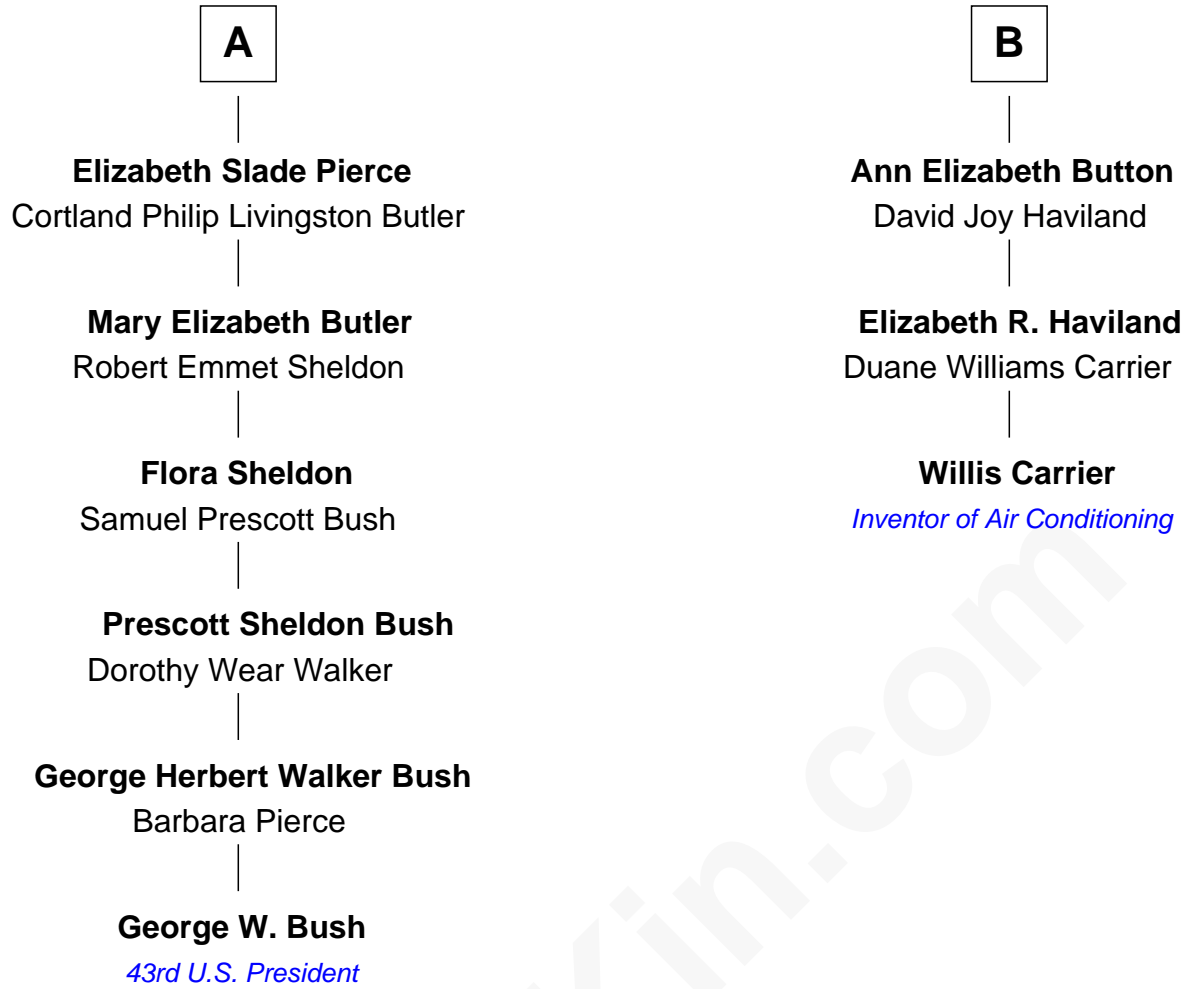 A
Elizabeth Slade Pierce
Cortland Philip Livingston Butler
Mary Elizabeth Butler
Robert Emmet Sheldon
Flora Sheldon
Samuel Prescott Bush
Prescott Sheldon Bush
Dorothy Wear Walker
George Herbert Walker Bush
Barbara Pierce
George W. Bush
43rd U.S. President
B
Ann Elizabeth Button
David Joy Haviland
Elizabeth R. Haviland
Duane Williams Carrier
Willis Carrier
Inventor of Air Conditioning